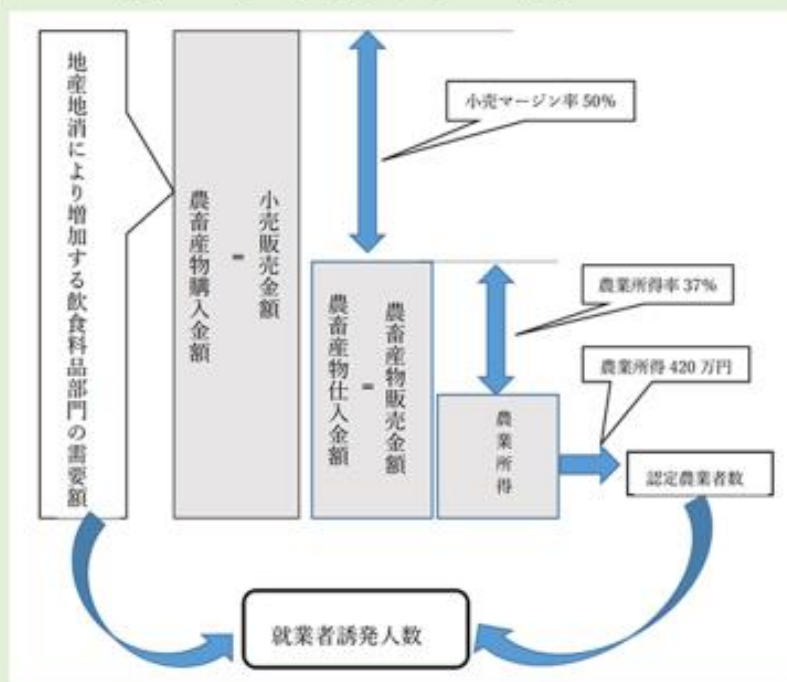 地産地消により増加する飲食料品部門の需要額
小売販売金額
=
農畜産物購入金額
小売マージン率 50%
農畜産物販売金額
=
農畜産物仕入金額
農業所得率 37%
農業所得 420 万円
農業所得
認定農業者数
就業者誘発人数